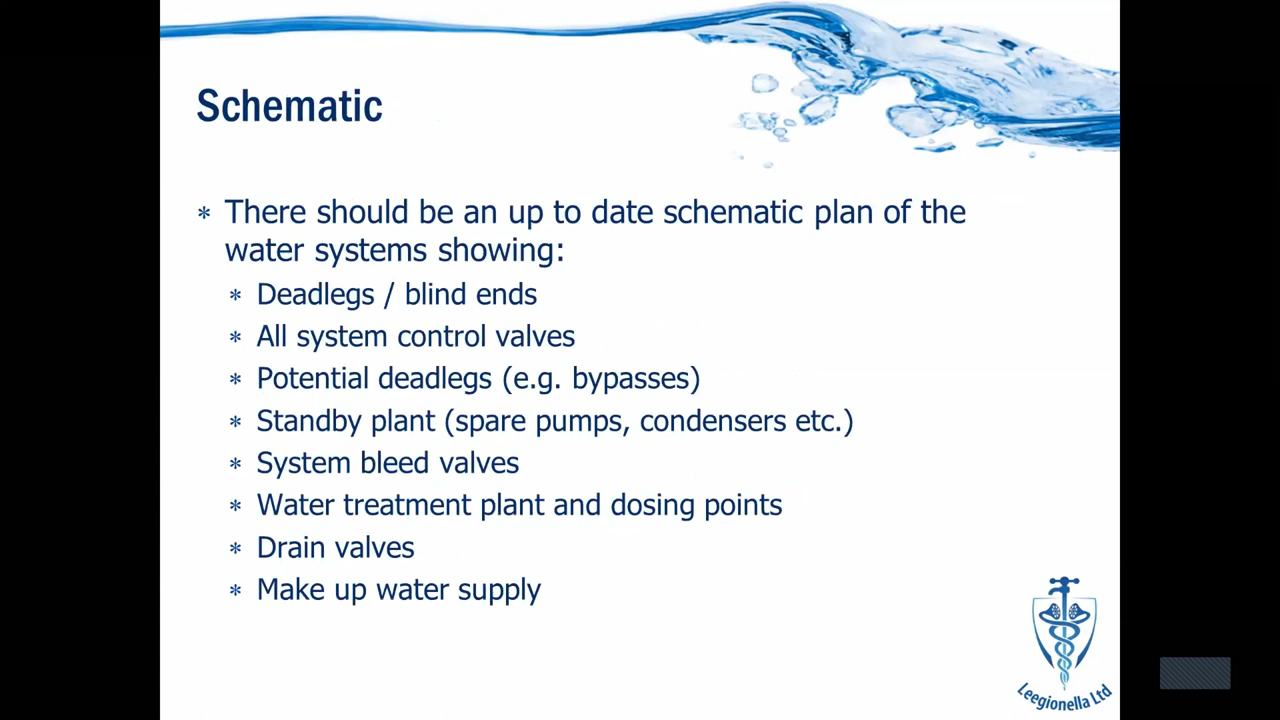 Schematic
* There should be an up to date schematic plan of the
water systems showing:
* Deadlegs / blind ends
* All system control valves
* Potential deadlegs (e.g. bypasses)
* Standby plant (spare pumps, condensers etc.)
* System bleed valves
* Water treatment plant and dosing points
* Drain valves
* Make up water supply
Leegionella Ltd